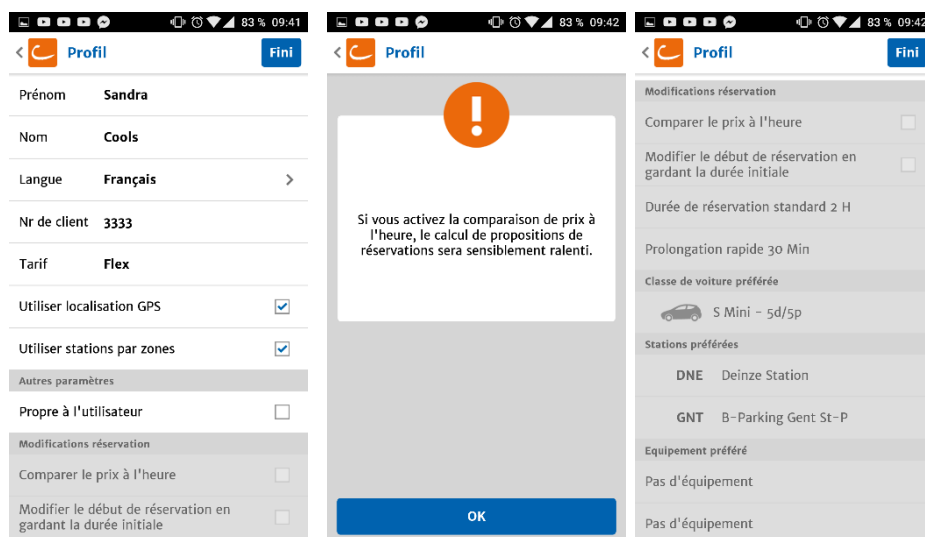 83 % 09:41
Profil
Fini
Prénom Sandra
Nom Cools
Langue Français
Nr de client 3333
Tarif Flex
Utiliser localisation GPS
Utiliser stations par zones
Autres paramètres
Propre à l'utilisateur
Modifications réservation
Comparer le prix à l'heure
Modifier le début de réservation en
gardant la durée initiale
83 % 09:42
Profil
Si vous activez la comparaison de prix à
l'heure, le calcul de propositions de
réservations sera sensiblement ralenti.
OK
83 % 09:42
Profil
Fini
Modifications réservation
Comparer le prix à l'heure
Modifier le début de réservation en
gardant la durée initiale
Durée de réservation standard 2 H
Prolongation rapide 30 Min
Classe de voiture préférée
S Mini - 5d/5p
Stations préférées
DNE Deinze Station
GNT B-Parking Gent St-P
Equipement préféré
Pas d'équipement
Pas d'équipement